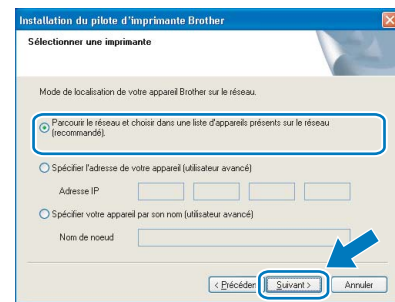 Installation du pilote d'imprimante Brother
Sélectionner une imprimante
Mode de localisation de votre appareil Brother sur le réseau.
Parcourir le réseau et choisir dans une liste d'appareils présents sur le réseau
(recommandé).
Spécifier l'adresse de votre appareil (utilisateur avancé)
Adresse IP
Spécifier votre appareil par son nom (utilisateur avancé)
Nom de noeud
< Précédent Suivant > Annuler